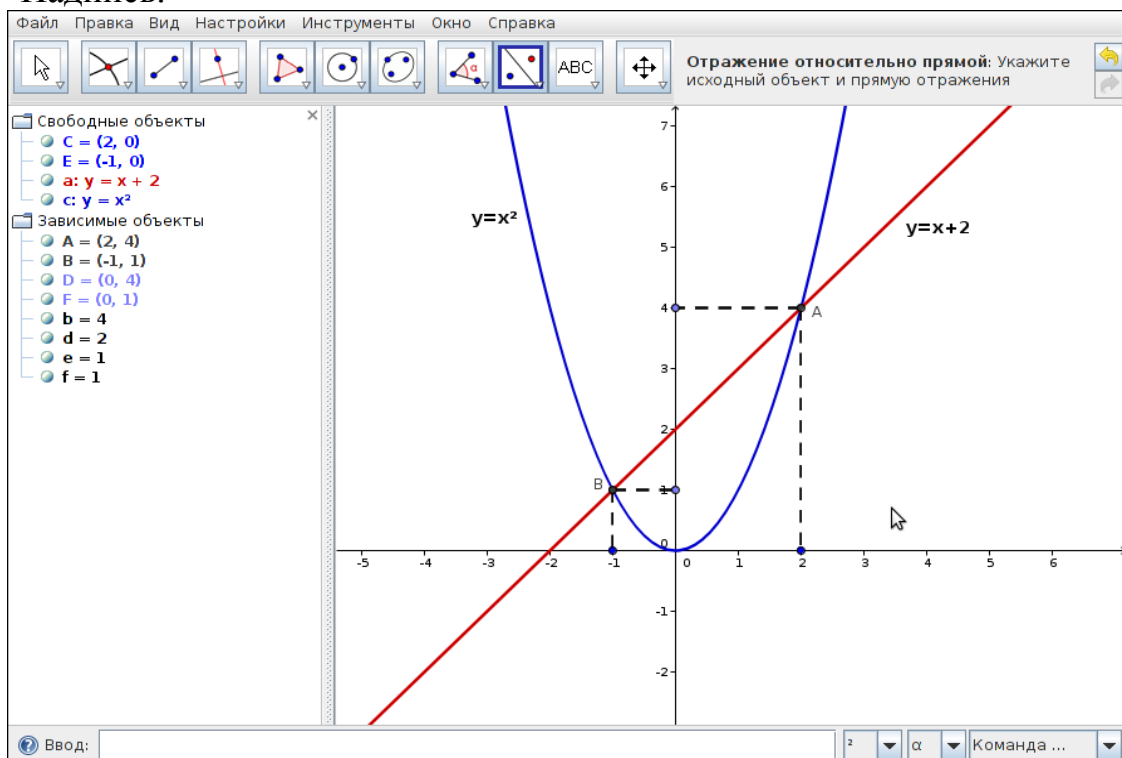 Надпись.
Файл Правка Вид Настройки Инструменты Окно Справка
ABC
α
Отражение относительно прямой: Укажите
исходный объект и прямую отражения
Свободные объекты
C = (2, 0)
E = (-1, 0)
a: y = x + 2
c: y = x²
Зависимые объекты
A = (2, 4)
B = (-1, 1)
D = (0, 4)
F = (0, 1)
b = 4
d = 2
e = 1
f = 1
y=x²
y=x+2
A
B
7
6
5
4
3
2
1
0
-1
-2
-5 -4 -3 -2 -1 0 1 2 3 4 5 6
Ввод:
² α Команда ...